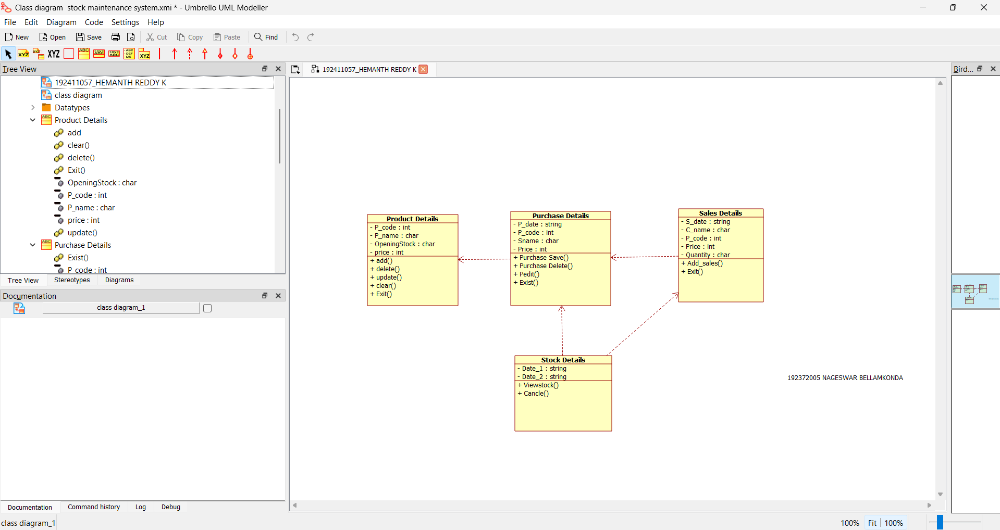 Class diagram  stock maintenance system.xmi * - Umbrello UML Modeller
File Edit Diagram Code Settings Help
New Open Save Cut Copy Paste Find
XYZ XYZ XYZ ABC ABC XYZ
Tree View
192411057_HEMANTH REDDY K
class diagram
Datatypes
Product Details
add
clear()
delete()
Exit()
OpeningStock : char
P_code : int
P_name : char
price : int
update()
Purchase Details
Exist()
P_code : int
Tree View Stereotypes Diagrams
Documentation
class diagram_1
Documentation Command history Log Debug
class diagram_1
192411057_HEMANTH REDDY K
Product Details
- P_code : int
- P_name : char
- OpeningStock : char
- price : int
+ add()
+ delete()
+ update()
+ clear()
+ Exit()
Purchase Details
- P_date : string
- P_code : int
- Sname : char
- Price : int
+ Purchase Save()
+ Purchase Delete()
+ Pedit()
+ Exist()
Sales Details
- S_date : string
- C_name : char
- P_code : int
- Price : int
- Quantity : char
+ Add_sales()
+ Exit()
Stock Details
- Date_1 : string
- Date_2 : string
+ Viewstock()
+ Cancle()
192372005 NAGESWAR BELLAMKONDA
Bird...
100% Fit 100%